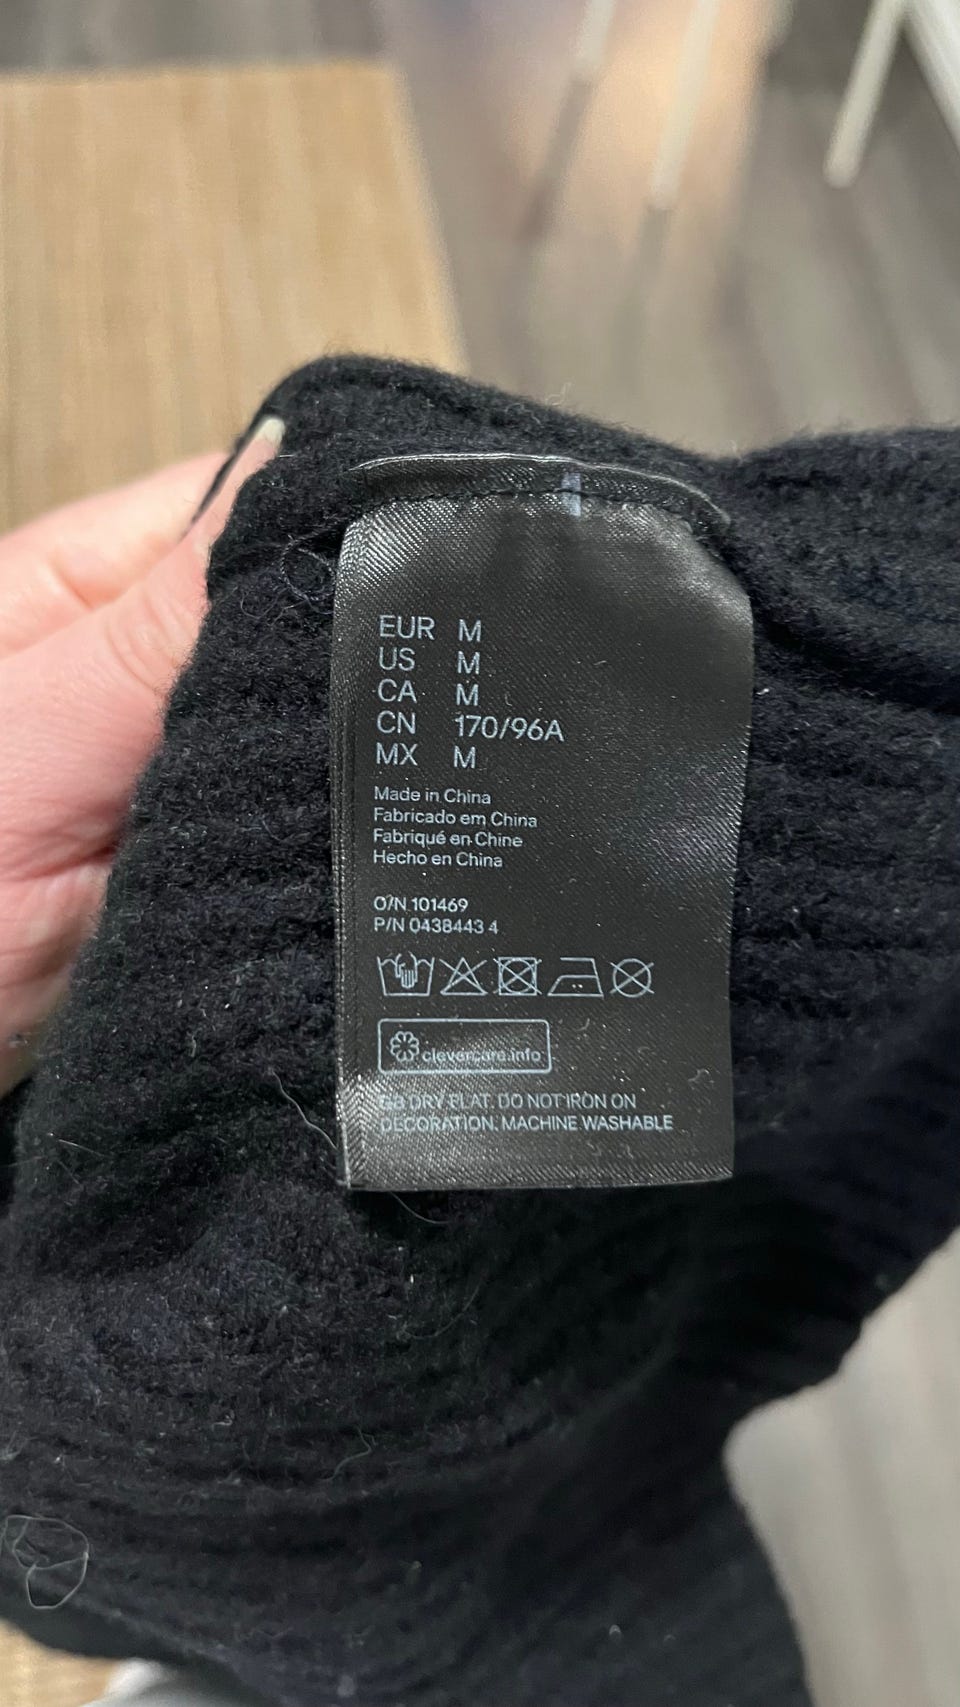 EUR M
US M
CA M
CN 170/96A
MX M
Made in China
Fabricado em China
Fabriqué en Chine
Hecho en China
O/N 101469
P/N 0438443 4
clevercare.info
GB DRY FLAT. DO NOT IRON ON
DECORATION. MACHINE WASHABLE